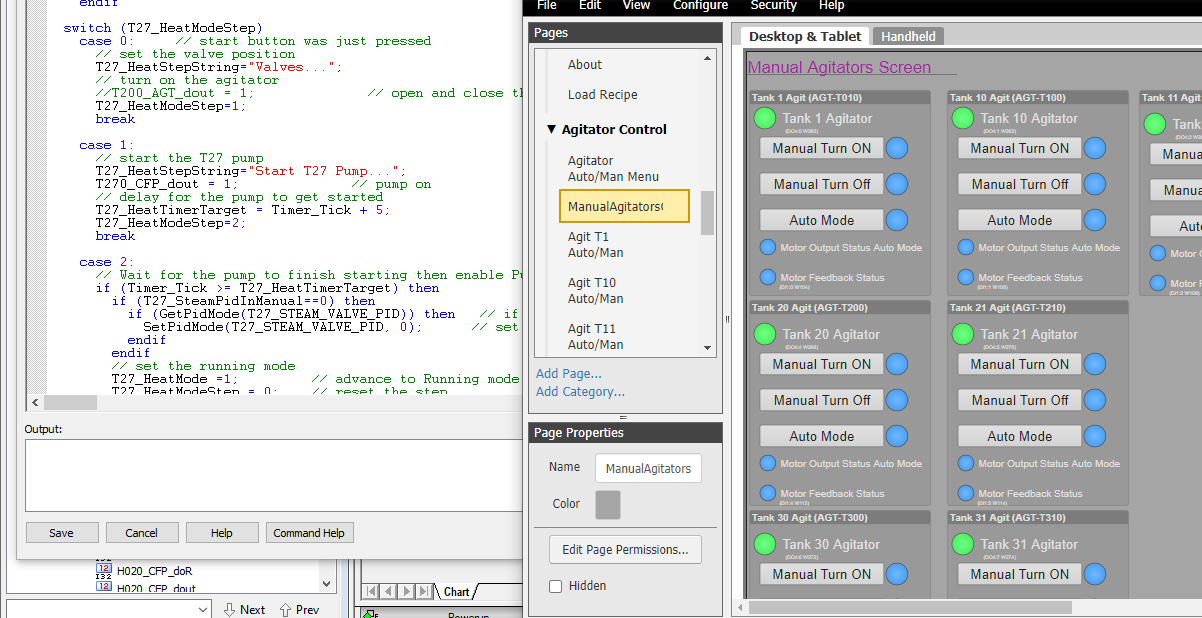 endif
switch (T27_HeatModeStep)
case 0: // start button was just pressed
// set the valve position
T27_HeatStepString="Valves...";
// turn on the agitator
//T200_AGT_dout = 1; // open and close th
T27_HeatModeStep=1;
break
case 1:
// start the T27 pump
T27_HeatStepString="Start T27 Pump...";
T270_CFP_dout = 1; // pump on
// delay for the pump to get started
T27_HeatTimerTarget = Timer_Tick + 5;
T27_HeatModeStep=2;
break
case 2:
// Wait for the pump to finish starting then enable Pu
if (Timer_Tick >= T27_HeatTimerTarget) then
if (T27_SteamPidInManual==0) then
if (GetPidMode(T27_STEAM_VALVE_PID)) then // if
SetPidMode(T27_STEAM_VALVE_PID, 0); // set
endif
endif
// set the running mode
T27_HeatMode =1; // advance to Running mode
T27_HeatModeStep = 0; // reset the step
Output:
Save Cancel Help Command Help
H020_CFP_doR
H020_CFP_dout
Next Prev
Chart
Powerup
File Edit View Configure Security Help
Pages
About
Load Recipe
▼ Agitator Control
Agitator
Auto/Man Menu
ManualAgitators
Agit T1
Auto/Man
Agit T10
Auto/Man
Agit T11
Auto/Man
Add Page...
Add Category...
Page Properties
Name ManualAgitators
Color
Edit Page Permissions...
Hidden
Desktop & Tablet Handheld
Manual Agitators Screen
Tank 1 Agit (AGT-T010)
Tank 1 Agitator
Manual Turn ON
Manual Turn Off
Auto Mode
Motor Output Status Auto Mode
Motor Feedback Status
Tank 10 Agit (AGT-T100)
Tank 10 Agitator
Manual Turn ON
Manual Turn Off
Auto Mode
Motor Output Status Auto Mode
Motor Feedback Status
Tank 11 Agit
Tank
Manua
Manua
Auto
Motor
Motor
Tank 20 Agit (AGT-T200)
Tank 20 Agitator
Manual Turn ON
Manual Turn Off
Auto Mode
Motor Output Status Auto Mode
Motor Feedback Status
Tank 21 Agit (AGT-T210)
Tank 21 Agitator
Manual Turn ON
Manual Turn Off
Auto Mode
Motor Output Status Auto Mode
Motor Feedback Status
Tank 30 Agit (AGT-T300)
Tank 30 Agitator
Manual Turn ON
Tank 31 Agit (AGT-T310)
Tank 31 Agitator
Manual Turn ON